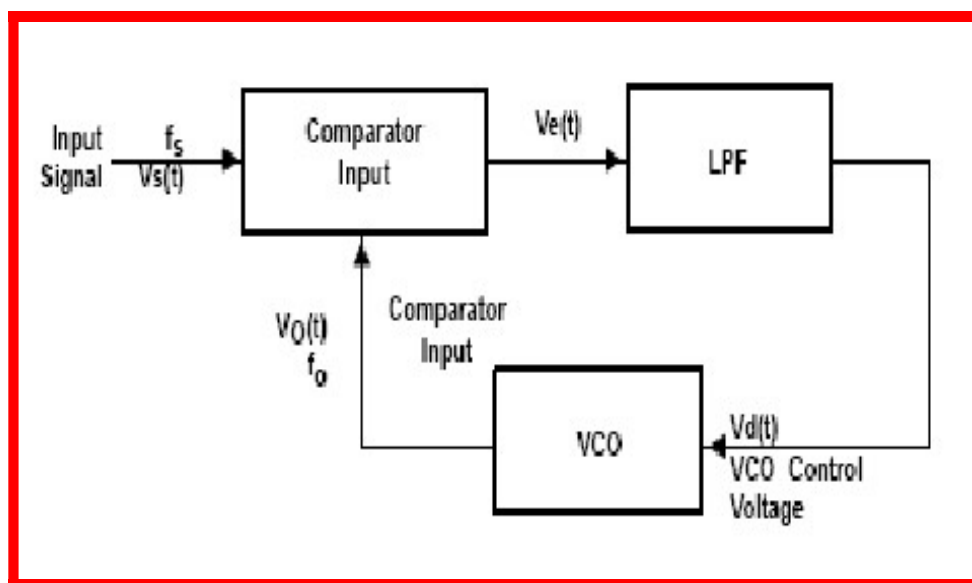 Input
Signal
fs
Vs(t)
Comparator
Input
Ve(t)
LPF
VO(t)
fo
Comparator
Input
VCO
Vd(t)
VCO Control
Voltage